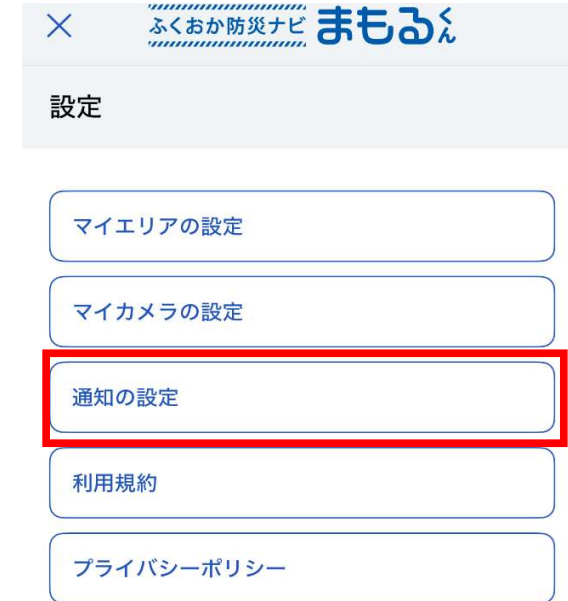 ふくおか防災ナビ まもるくん
設定
マイエリアの設定
マイカメラの設定
通知の設定
利用規約
プライバシーポリシー